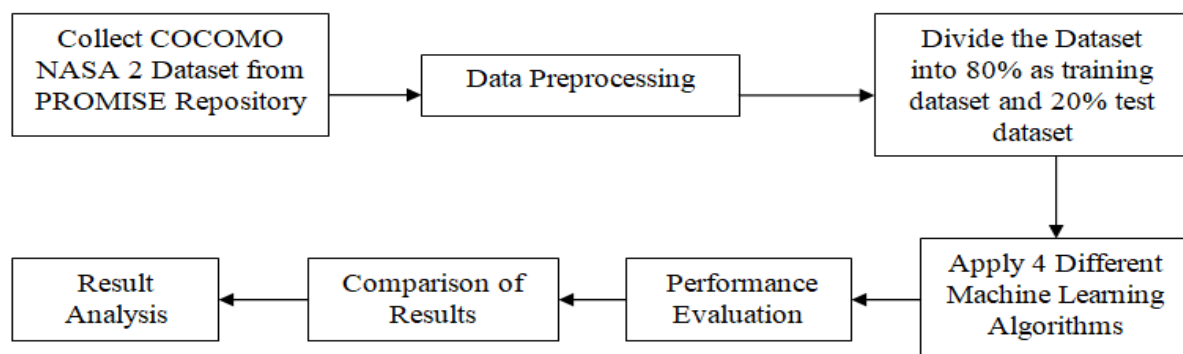 Collect COCOMO
NASA 2 Dataset from
PROMISE Repository
Data Preprocessing
Divide the Dataset
into 80% as training
dataset and 20% test
dataset
Apply 4 Different
Machine Learning
Algorithms
Performance
Evaluation
Comparison of
Results
Result
Analysis